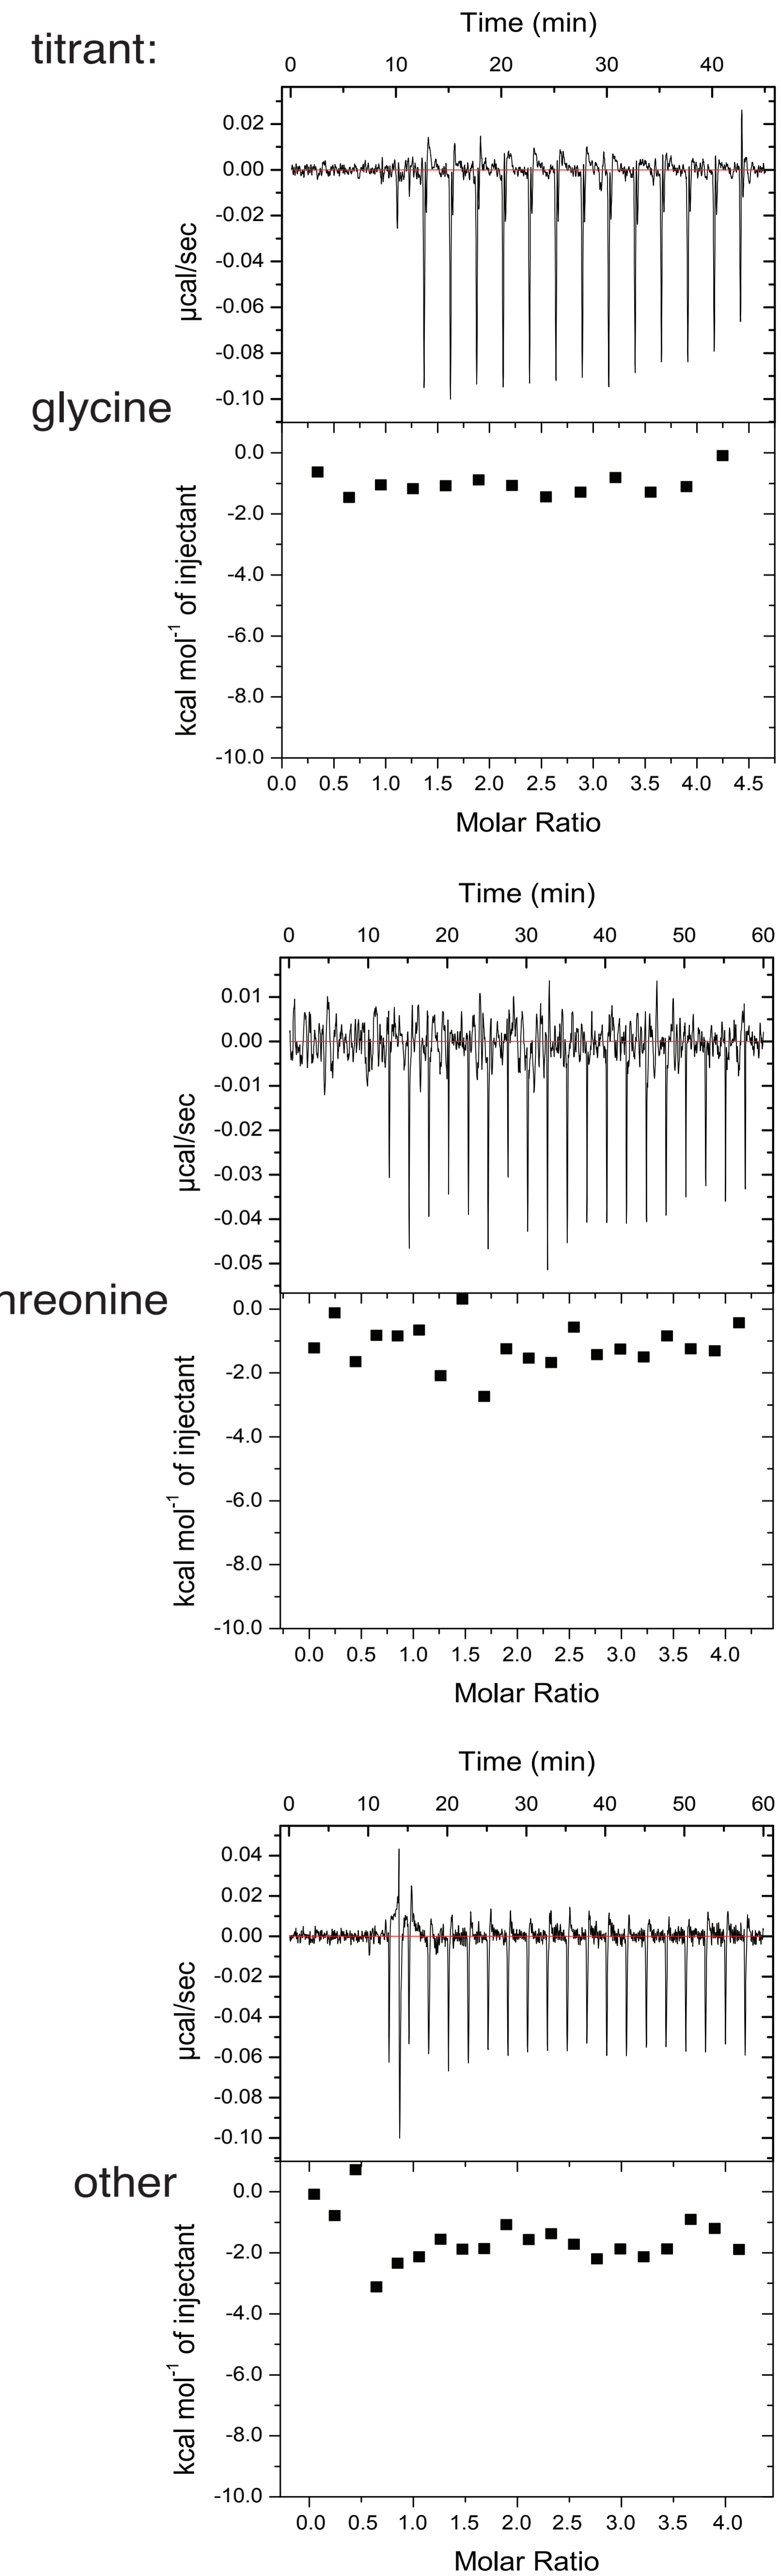 titrant:
Time (min)
0 10 20 30 40
0.02
0.00
-0.02
-0.04
-0.06
-0.08
-0.10
µcal/sec
glycine
0.0
-2.0
-4.0
-6.0
-8.0
-10.0
kcal mol⁻¹ of injectant
0.0 0.5 1.0 1.5 2.0 2.5 3.0 3.5 4.0 4.5
Molar Ratio
Time (min)
0 10 20 30 40 50 60
0.01
0.00
-0.01
-0.02
-0.03
-0.04
-0.05
µcal/sec
hreonine
0.0
-2.0
-4.0
-6.0
-8.0
-10.0
kcal mol⁻¹ of injectant
0.0 0.5 1.0 1.5 2.0 2.5 3.0 3.5 4.0
Molar Ratio
Time (min)
0 10 20 30 40 50 60
0.04
0.02
0.00
-0.02
-0.04
-0.06
-0.08
-0.10
µcal/sec
other
0.0
-2.0
-4.0
-6.0
-8.0
-10.0
kcal mol⁻¹ of injectant
0.0 0.5 1.0 1.5 2.0 2.5 3.0 3.5 4.0
Molar Ratio